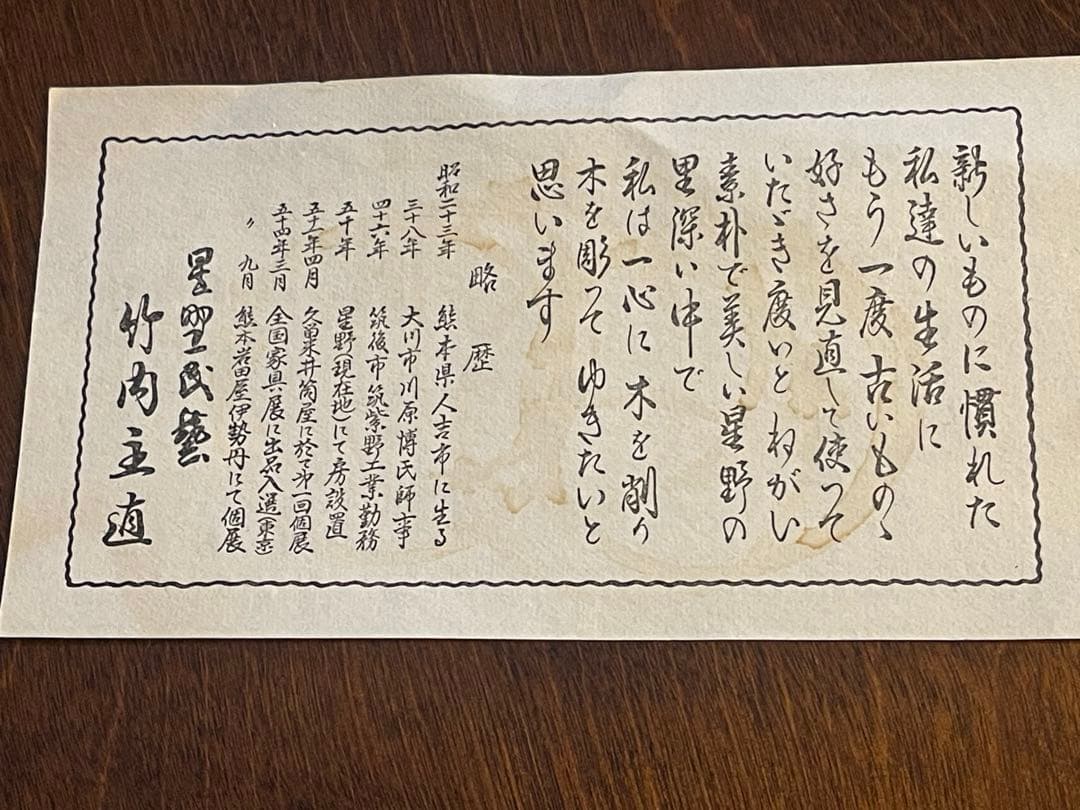 新しいものに慣れた
私達の生活に
もう一度古いものゝ
好さを見直して使って
いたゞき度いとねがい
素朴で美しい星野の
里深い中で
私は一心に木を削り
木を彫って ゆきたいと
思います
略歴
昭和二十三年 熊本県人吉市に生る
三十八年 大川市川原博氏師事
四十六年 筑後市筑紫野工業勤務
五十年 星野(現在地)にて房設置
五十一年四月 久留米井筒屋に於て㐧一回個展
五十四年三月 全国家具展に出品入選(東京)
〃 九月 熊本岩田屋伊勢丹にて個展
星野民藝
竹内主直